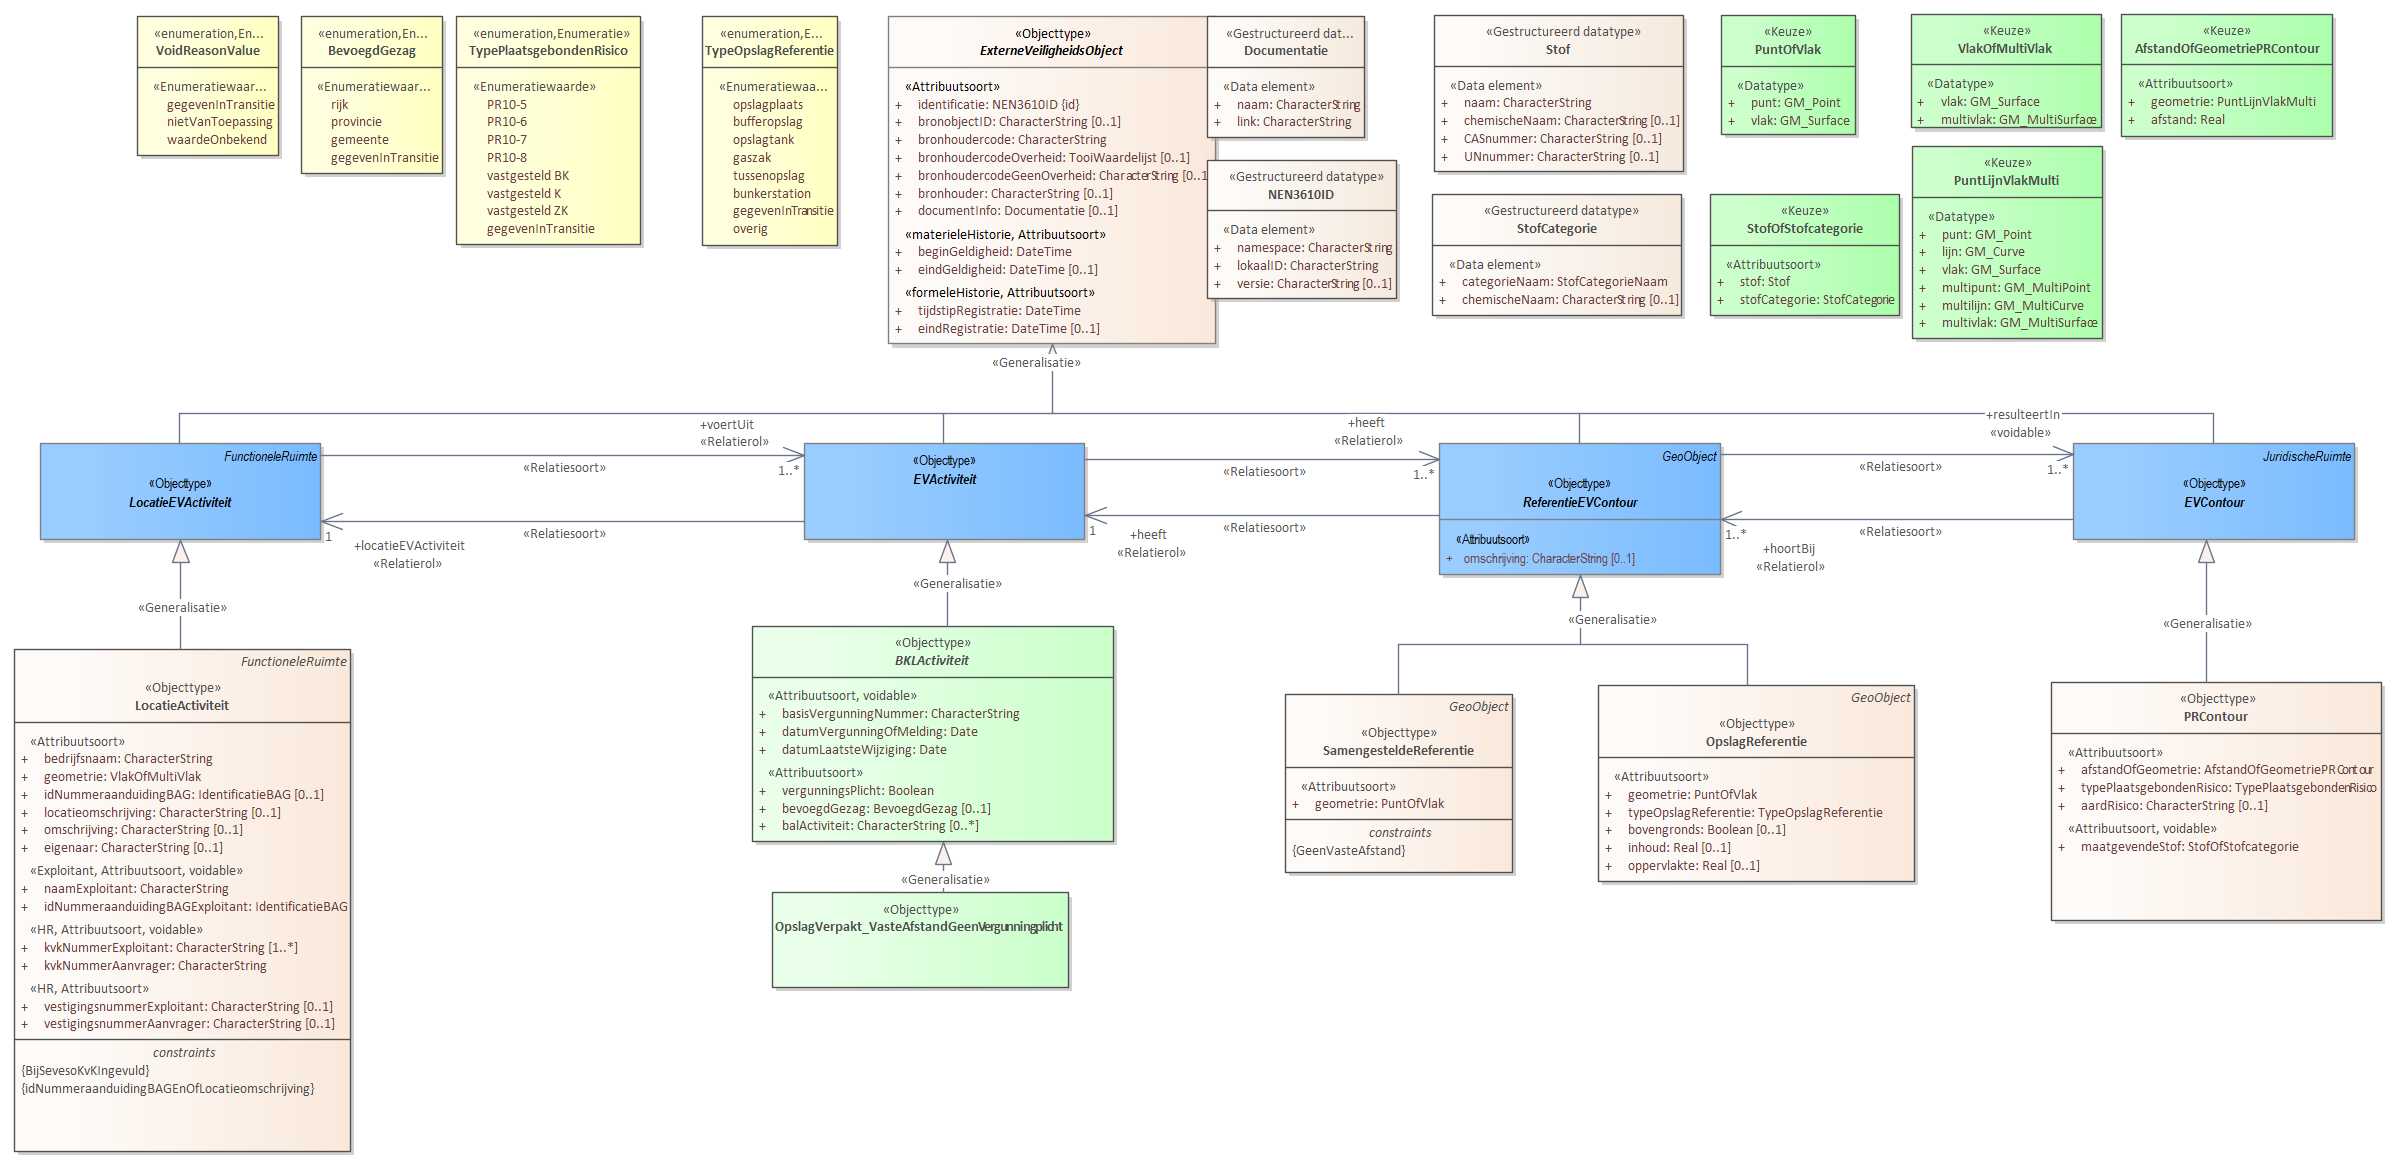 «enumeration,En...
VoidReasonValue
«Enumeratiewaar...
gegevenInTransitie
nietVanToepassing
waardeOnbekend
«enumeration,En...
BevoegdGezag
«Enumeratiewaar...
rijk
provincie
gemeente
gegevenInTransitie
«enumeration,Enumeratie»
TypePlaatsgebondenRisico
«Enumeratiewaarde»
PR10-5
PR10-6
PR10-7
PR10-8
vastgesteld BK
vastgesteld K
vastgesteld ZK
gegevenInTransitie
«enumeration,E...
TypeOpslagReferentie
«Enumeratiewaa...
opslagplaats
bufferopslag
opslagtank
gaszak
tussenopslag
bunkerstation
gegevenInTransitie
overig
«Objecttype»
ExterneVeiligheidsObject
«Attribuutsoort»
+ identificatie: NEN3610ID {id}
+ bronobjectID: CharacterString [0..1]
+ bronhoudercode: CharacterString
+ bronhoudercodeOverheid: TooiWaardelijst [0..1]
+ bronhoudercodeGeenOverheid: CharacterString [0..1
+ bronhouder: CharacterString [0..1]
+ documentInfo: Documentatie [0..1]
«materieleHistorie, Attribuutsoort»
+ beginGeldigheid: DateTime
+ eindGeldigheid: DateTime [0..1]
«formeleHistorie, Attribuutsoort»
+ tijdstipRegistratie: DateTime
+ eindRegistratie: DateTime [0..1]
«Gestructureerd dat...
Documentatie
«Data element»
+ naam: CharacterString
+ link: CharacterString
«Gestructureerd datatype»
NEN3610ID
«Data element»
+ namespace: CharacterString
+ lokaalID: CharacterString
+ versie: CharacterString [0..1]
«Gestructureerd datatype»
Stof
«Data element»
+ naam: CharacterString
+ chemischeNaam: CharacterString [0..1]
+ CASnummer: CharacterString [0..1]
+ UNnummer: CharacterString [0..1]
«Gestructureerd datatype»
StofCategorie
«Data element»
+ categorieNaam: StofCategorieNaam
+ chemischeNaam: CharacterString [0..1]
«Keuze»
PuntOfVlak
«Datatype»
+ punt: GM_Point
+ vlak: GM_Surface
«Keuze»
StofOfStofcategorie
«Attribuutsoort»
+ stof: Stof
+ stofCategorie: StofCategorie
«Keuze»
VlakOfMultiVlak
«Datatype»
+ vlak: GM_Surface
+ multivlak: GM_MultiSurface
«Keuze»
PuntLijnVlakMulti
«Datatype»
+ punt: GM_Point
+ lijn: GM_Curve
+ vlak: GM_Surface
+ multipunt: GM_MultiPoint
+ multilijn: GM_MultiCurve
+ multivlak: GM_MultiSurface
«Keuze»
AfstandOfGeometriePRContour
«Attribuutsoort»
+ geometrie: PuntLijnVlakMulti
+ afstand: Real
«Generalisatie»
FunctioneleRuimte
«Objecttype»
LocatieEVActiviteit
+voertUit
«Relatierol»
«Relatiesoort»
1..*
«Relatiesoort»
1
+locatieEVActiviteit
«Relatierol»
«Objecttype»
EVActiviteit
+heeft
«Relatierol»
«Relatiesoort»
1..*
«Relatiesoort»
1
+heeft
«Relatierol»
GeoObject
«Objecttype»
ReferentieEVContour
«Attribuutsoort»
+ omschrijving: CharacterString [0..1]
+resulteertIn
«voidable»
«Relatiesoort»
1..*
«Relatiesoort»
1..*
+hoortBij
«Relatierol»
JuridischeRuimte
«Objecttype»
EVContour
«Generalisatie»
«Generalisatie»
«Generalisatie»
«Generalisatie»
FunctioneleRuimte
«Objecttype»
LocatieActiviteit
«Attribuutsoort»
+ bedrijfsnaam: CharacterString
+ geometrie: VlakOfMultiVlak
+ idNummeraanduidingBAG: IdentificatieBAG [0..1]
+ locatieomschrijving: CharacterString [0..1]
+ omschrijving: CharacterString [0..1]
+ eigenaar: CharacterString [0..1]
«Exploitant, Attribuutsoort, voidable»
+ naamExploitant: CharacterString
+ idNummeraanduidingBAGExploitant: IdentificatieBAG
«HR, Attribuutsoort, voidable»
+ kvkNummerExploitant: CharacterString [1..*]
+ kvkNummerAanvrager: CharacterString
«HR, Attribuutsoort»
+ vestigingsnummerExploitant: CharacterString [0..1]
+ vestigingsnummerAanvrager: CharacterString [0..1]
constraints
{BijSevesoKvKIngevuld}
{idNummeraanduidingBAGEnOfLocatieomschrijving}
«Objecttype»
BKLActiviteit
«Attribuutsoort, voidable»
+ basisVergunningNummer: CharacterString
+ datumVergunningOfMelding: Date
+ datumLaatsteWijziging: Date
«Attribuutsoort»
+ vergunningsPlicht: Boolean
+ bevoegdGezag: BevoegdGezag [0..1]
+ balActiviteit: CharacterString [0..*]
«Generalisatie»
«Objecttype»
OpslagVerpakt_VasteAfstandGeenVergunningplicht
GeoObject
«Objecttype»
SamengesteldeReferentie
«Attribuutsoort»
+ geometrie: PuntOfVlak
constraints
{GeenVasteAfstand}
GeoObject
«Objecttype»
OpslagReferentie
«Attribuutsoort»
+ geometrie: PuntOfVlak
+ typeOpslagReferentie: TypeOpslagReferentie
+ bovengronds: Boolean [0..1]
+ inhoud: Real [0..1]
+ oppervlakte: Real [0..1]
«Objecttype»
PRContour
«Attribuutsoort»
+ afstandOfGeometrie: AfstandOfGeometriePRContour
+ typePlaatsgebondenRisico: TypePlaatsgebondenRisico
+ aardRisico: CharacterString [0..1]
«Attribuutsoort, voidable»
+ maatgevendeStof: StofOfStofcategorie